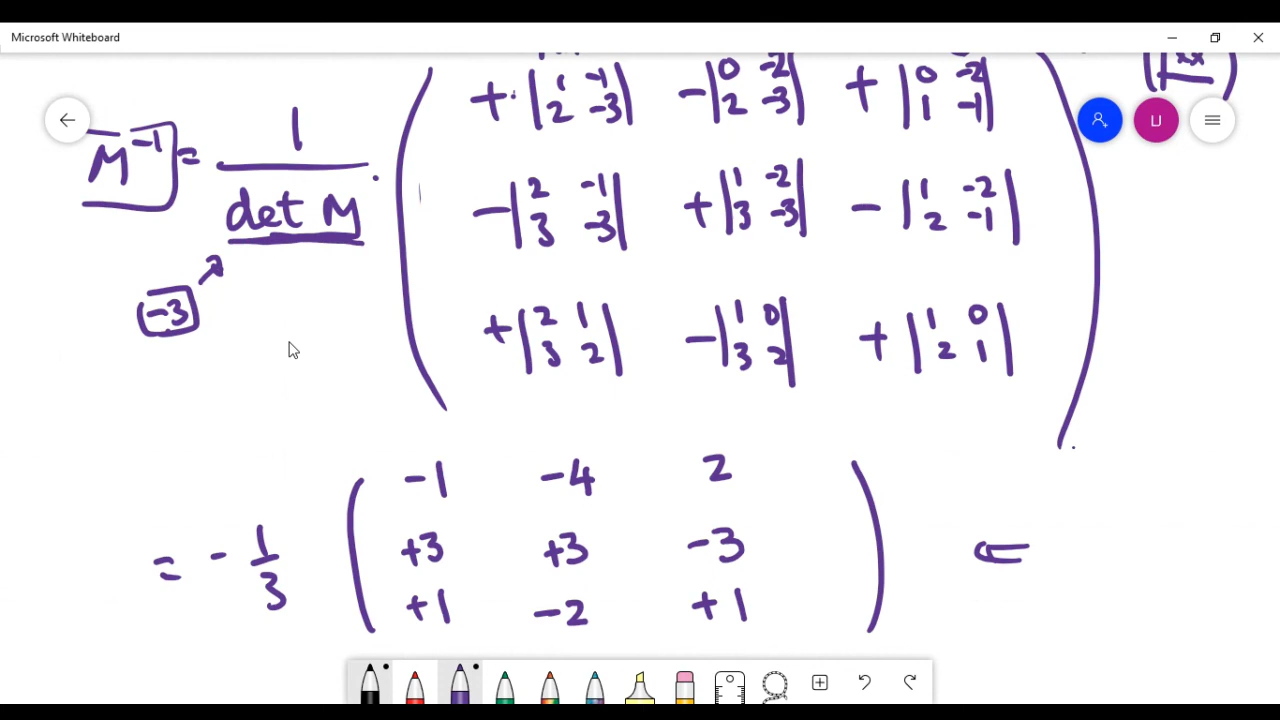 Microsoft Whiteboard
+· | 1 -1 | - | 0 -2 | + | 0 -2 |
| 2 -3 | | 2 -3 | | 1 -1 |
M⁻¹ = 1 / det M ·
- | 2 -1 | + | 1 -2 | - | 1 -2 |
| 3 -3 | | 3 -3 | | 2 -1 |
-3
+ | 2 1 | - | 1 0 | + | 1 0 |
| 3 2 | | 3 2 | | 2 1 |
-1 -4 2
= - 1/3 ( +3 +3 -3 ) ⇐
+1 -2 +1